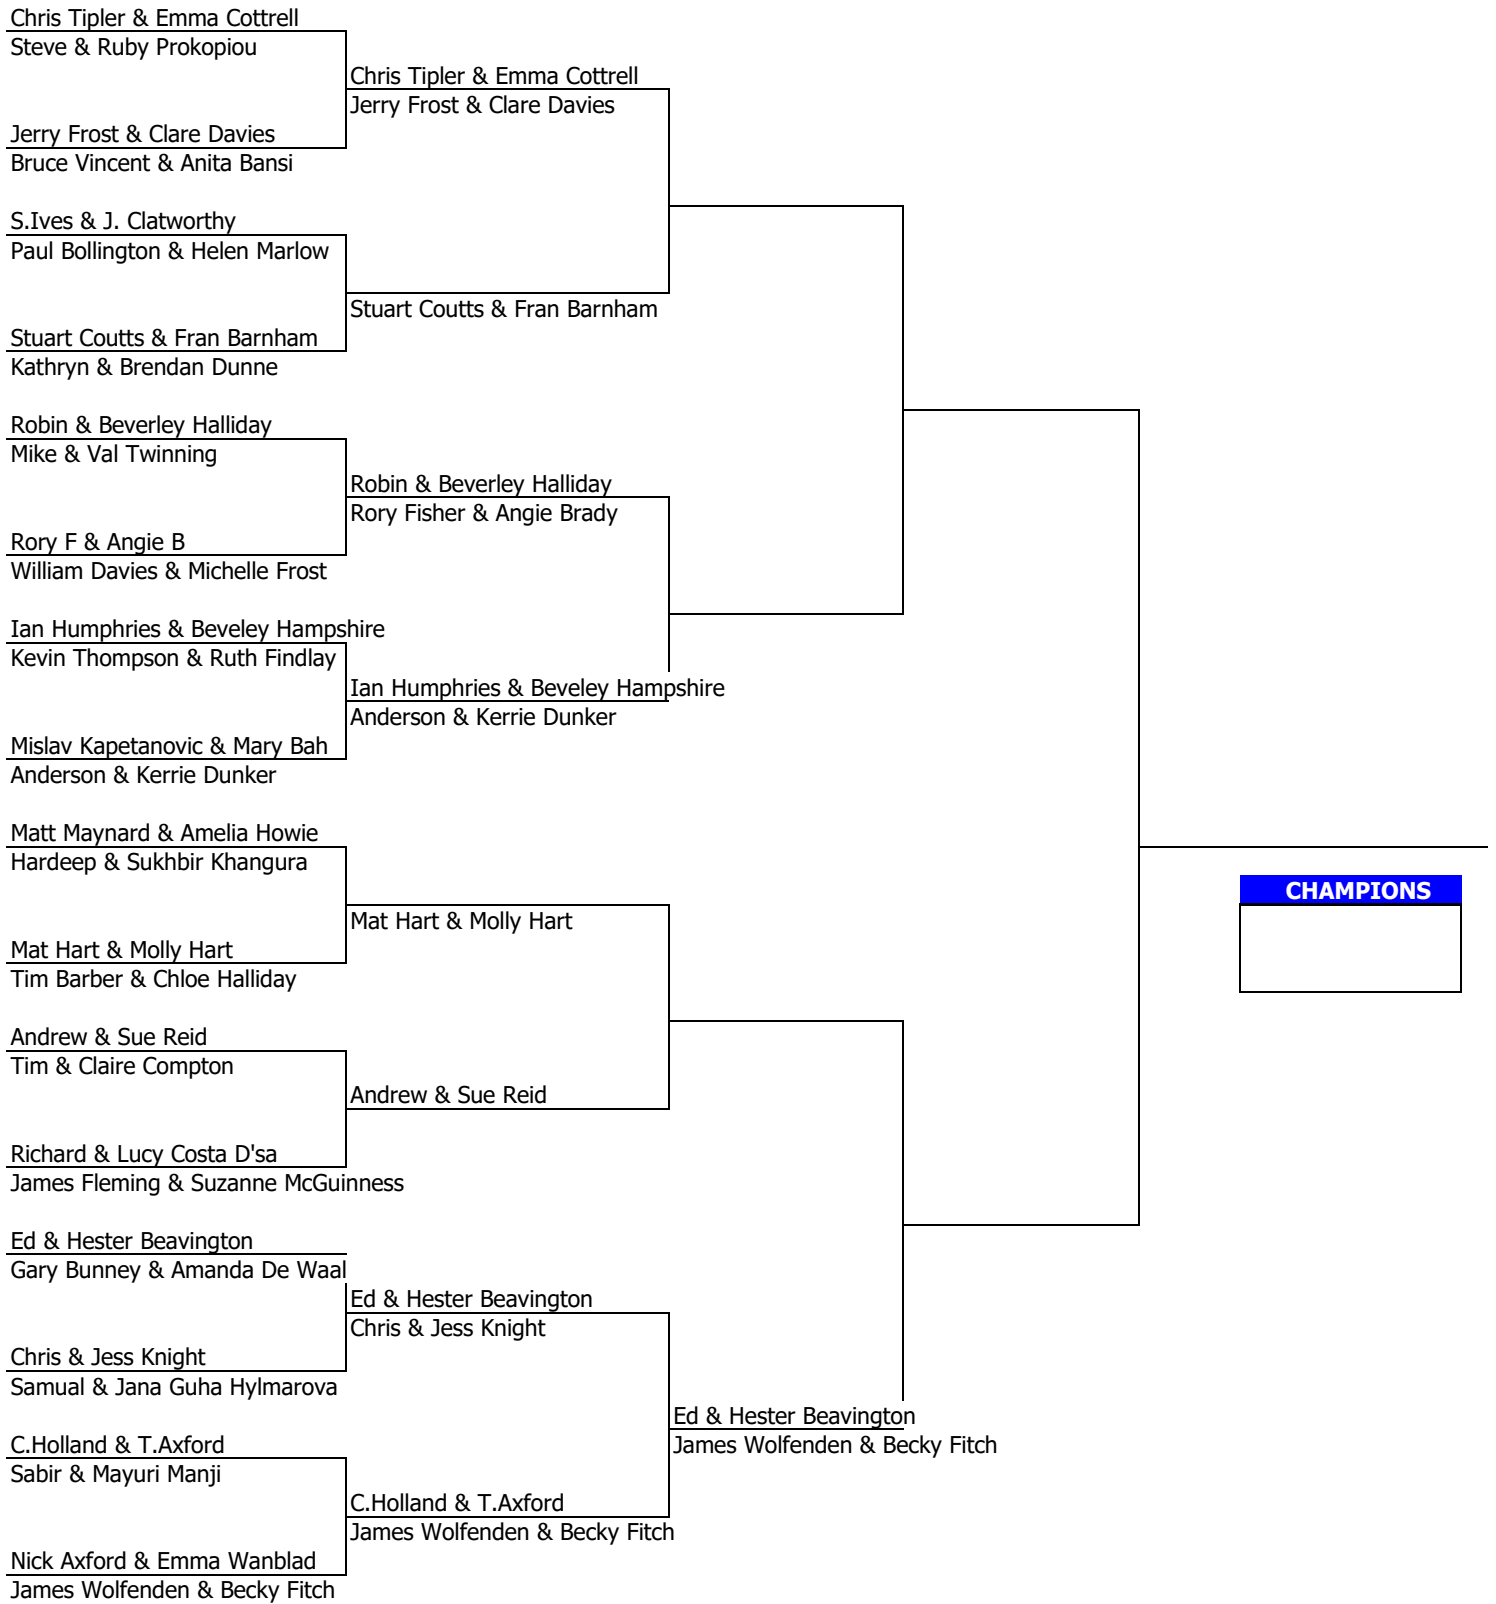 Chris Tipler & Emma Cottrell
Steve & Ruby Prokopiou
Chris Tipler & Emma Cottrell
Jerry Frost & Clare Davies
Jerry Frost & Clare Davies
Bruce Vincent & Anita Bansi
S.Ives & J. Clatworthy
Paul Bollington & Helen Marlow
Stuart Coutts & Fran Barnham
Stuart Coutts & Fran Barnham
Kathryn & Brendan Dunne
Robin & Beverley Halliday
Mike & Val Twinning
Robin & Beverley Halliday
Rory Fisher & Angie Brady
Rory F & Angie B
William Davies & Michelle Frost
Ian Humphries & Beveley Hampshire
Kevin Thompson & Ruth Findlay
Ian Humphries & Beveley Hampshire
Anderson & Kerrie Dunker
Mislav Kapetanovic & Mary Bah
Anderson & Kerrie Dunker
Matt Maynard & Amelia Howie
Hardeep & Sukhbir Khangura
CHAMPIONS
Mat Hart & Molly Hart
Mat Hart & Molly Hart
Tim Barber & Chloe Halliday
Andrew & Sue Reid
Tim & Claire Compton
Andrew & Sue Reid
Richard & Lucy Costa D'sa
James Fleming & Suzanne McGuinness
Ed & Hester Beavington
Gary Bunney & Amanda De Waal
Ed & Hester Beavington
Chris & Jess Knight
Chris & Jess Knight
Samual & Jana Guha Hylmarova
Ed & Hester Beavington
James Wolfenden & Becky Fitch
C.Holland & T.Axford
Sabir & Mayuri Manji
C.Holland & T.Axford
James Wolfenden & Becky Fitch
Nick Axford & Emma Wanblad
James Wolfenden & Becky Fitch